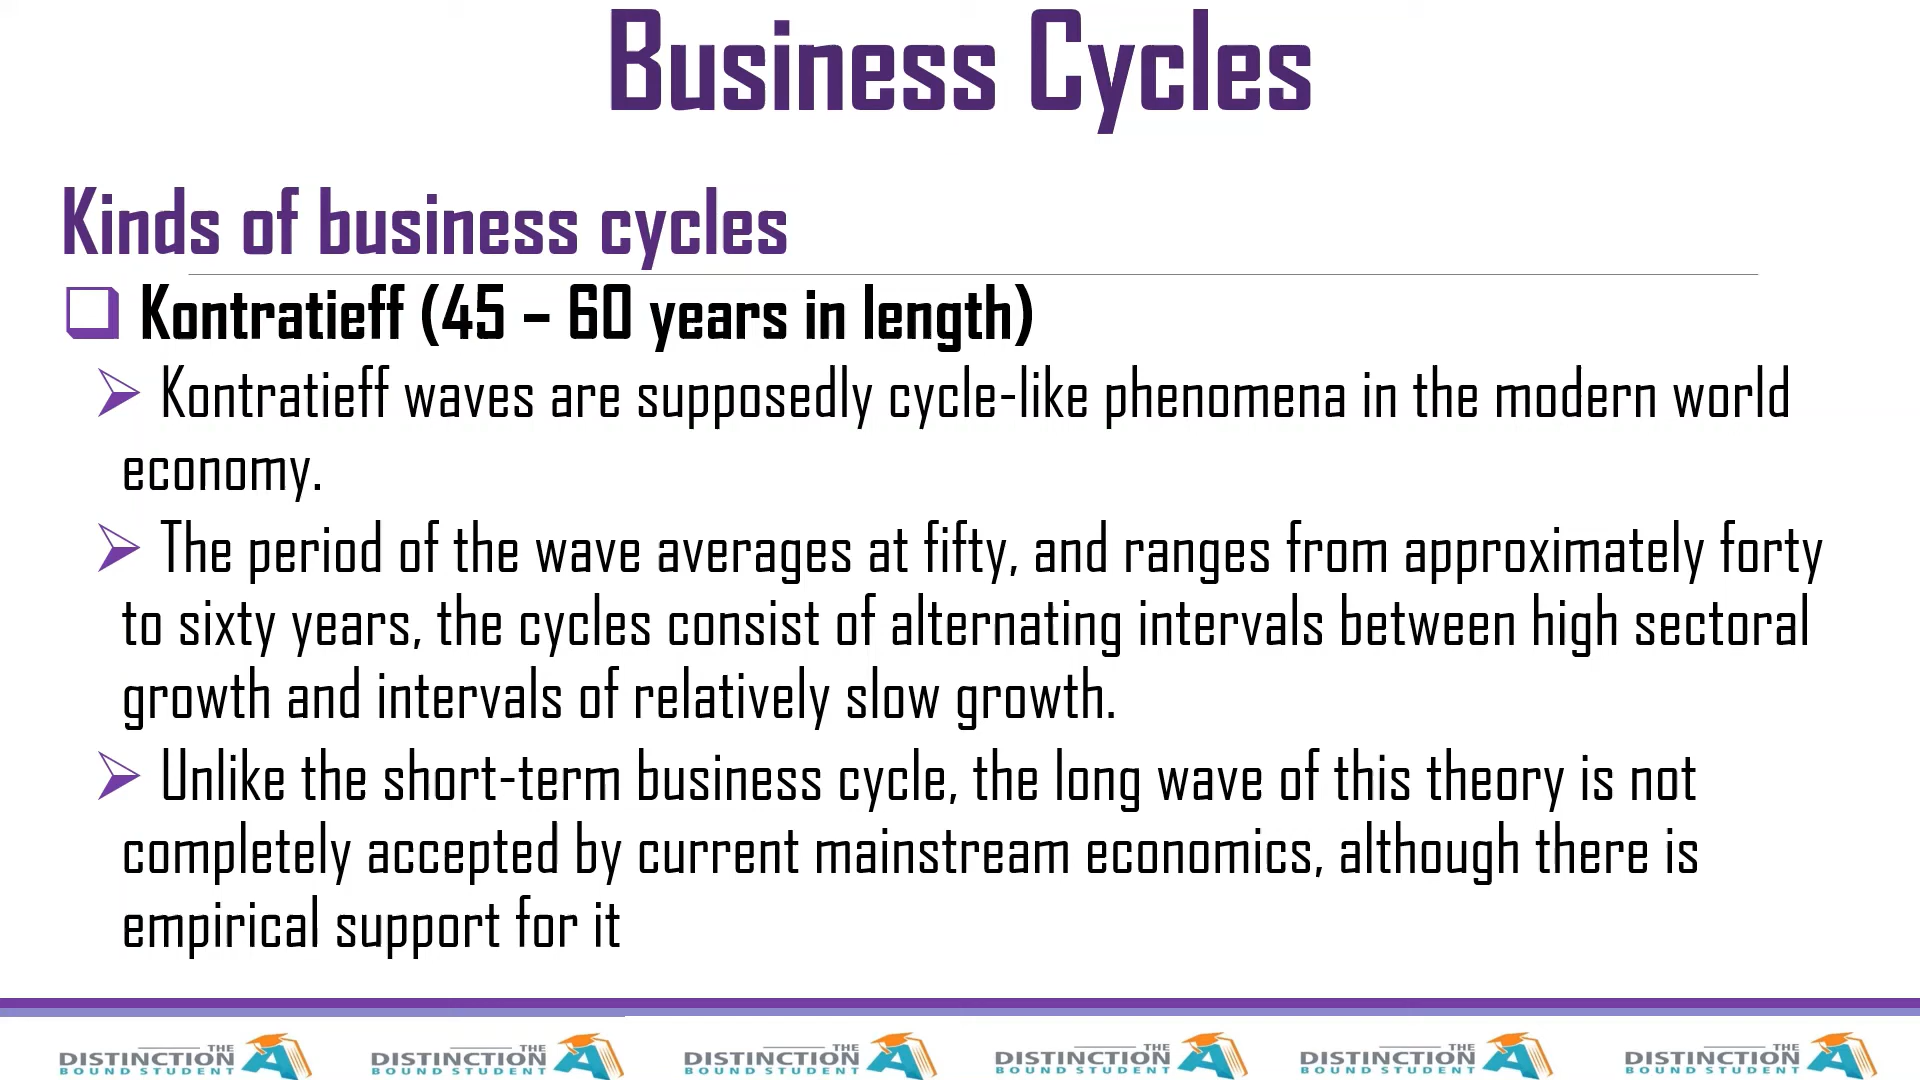 Business Cycles
Kinds of business cycles
Kontratieff (45 – 60 years in length)
Kontratieff waves are supposedly cycle-like phenomena in the modern world
economy.
The period of the wave averages at fifty, and ranges from approximately forty
to sixty years, the cycles consist of alternating intervals between high sectoral
growth and intervals of relatively slow growth.
Unlike the short-term business cycle, the long wave of this theory is not
completely accepted by current mainstream economics, although there is
empirical support for it
THE DISTINCTION BOUND STUDENT
THE DISTINCTION BOUND STUDENT
THE DISTINCTION BOUND STUDENT
THE DISTINCTION BOUND STUDENT
THE DISTINCTION BOUND STUDENT
THE DISTINCTION BOUND STUDENT